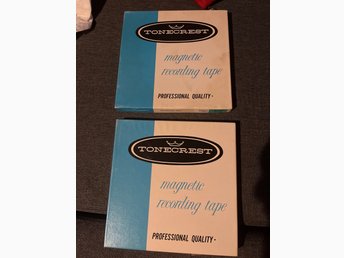 TONECREST
magnetic
recording tape
PROFESSIONAL QUALITY·
TONECREST
magnetic
recording tape
PROFESSIONAL QUALITY·